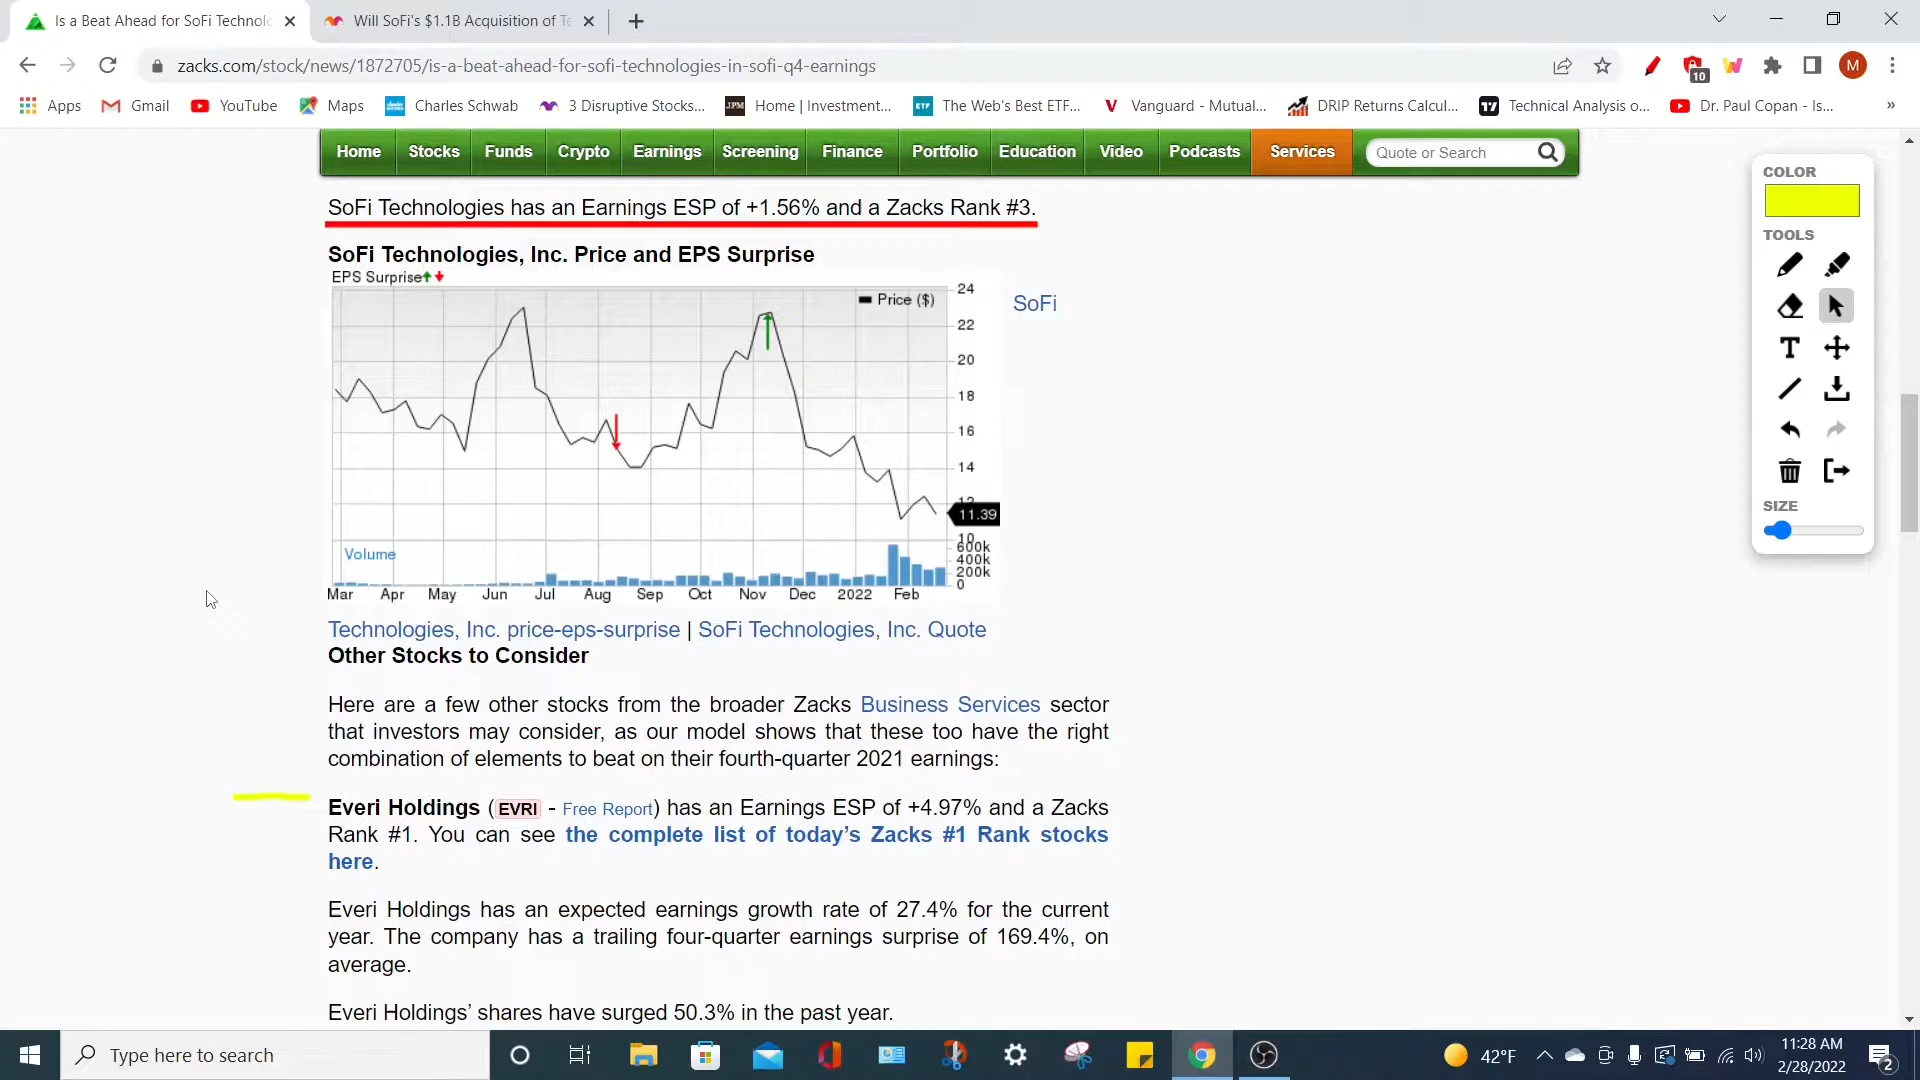 Is a Beat Ahead for SoFi Technol
Will SoFi's $1.1B Acquisition of Te
zacks.com/stock/news/1872705/is-a-beat-ahead-for-sofi-technologies-in-sofi-q4-earnings
10
M
Apps
Gmail
YouTube
Maps
Charles Schwab
3 Disruptive Stocks...
JPM
Home | Investment...
ETF
The Web's Best ETF...
V
Vanguard - Mutual...
DRIP Returns Calcul...
Technical Analysis o...
Dr. Paul Copan - Is...
»
Home
Stocks
Funds
Crypto
Earnings
Screening
Finance
Portfolio
Education
Video
Podcasts
Services
Quote or Search
SoFi Technologies has an Earnings ESP of +1.56% and a Zacks Rank #3.
SoFi Technologies, Inc. Price and EPS Surprise
EPS Surprise
Price ($)
24
22
20
18
16
14
12
10
11.39
Volume
600k
400k
200k
0
Mar Apr May Jun Jul Aug Sep Oct Nov Dec 2022 Feb
SoFi
Technologies, Inc. price-eps-surprise | SoFi Technologies, Inc. Quote
Other Stocks to Consider
Here are a few other stocks from the broader Zacks Business Services sector
that investors may consider, as our model shows that these too have the right
combination of elements to beat on their fourth-quarter 2021 earnings:
Everi Holdings (EVRI - Free Report) has an Earnings ESP of +4.97% and a Zacks
Rank #1. You can see the complete list of today's Zacks #1 Rank stocks
here.
Everi Holdings has an expected earnings growth rate of 27.4% for the current
year. The company has a trailing four-quarter earnings surprise of 169.4%, on
average.
Everi Holdings' shares have surged 50.3% in the past year.
COLOR
TOOLS
T
SIZE
Type here to search
42°F
11:28 AM
2/28/2022
2